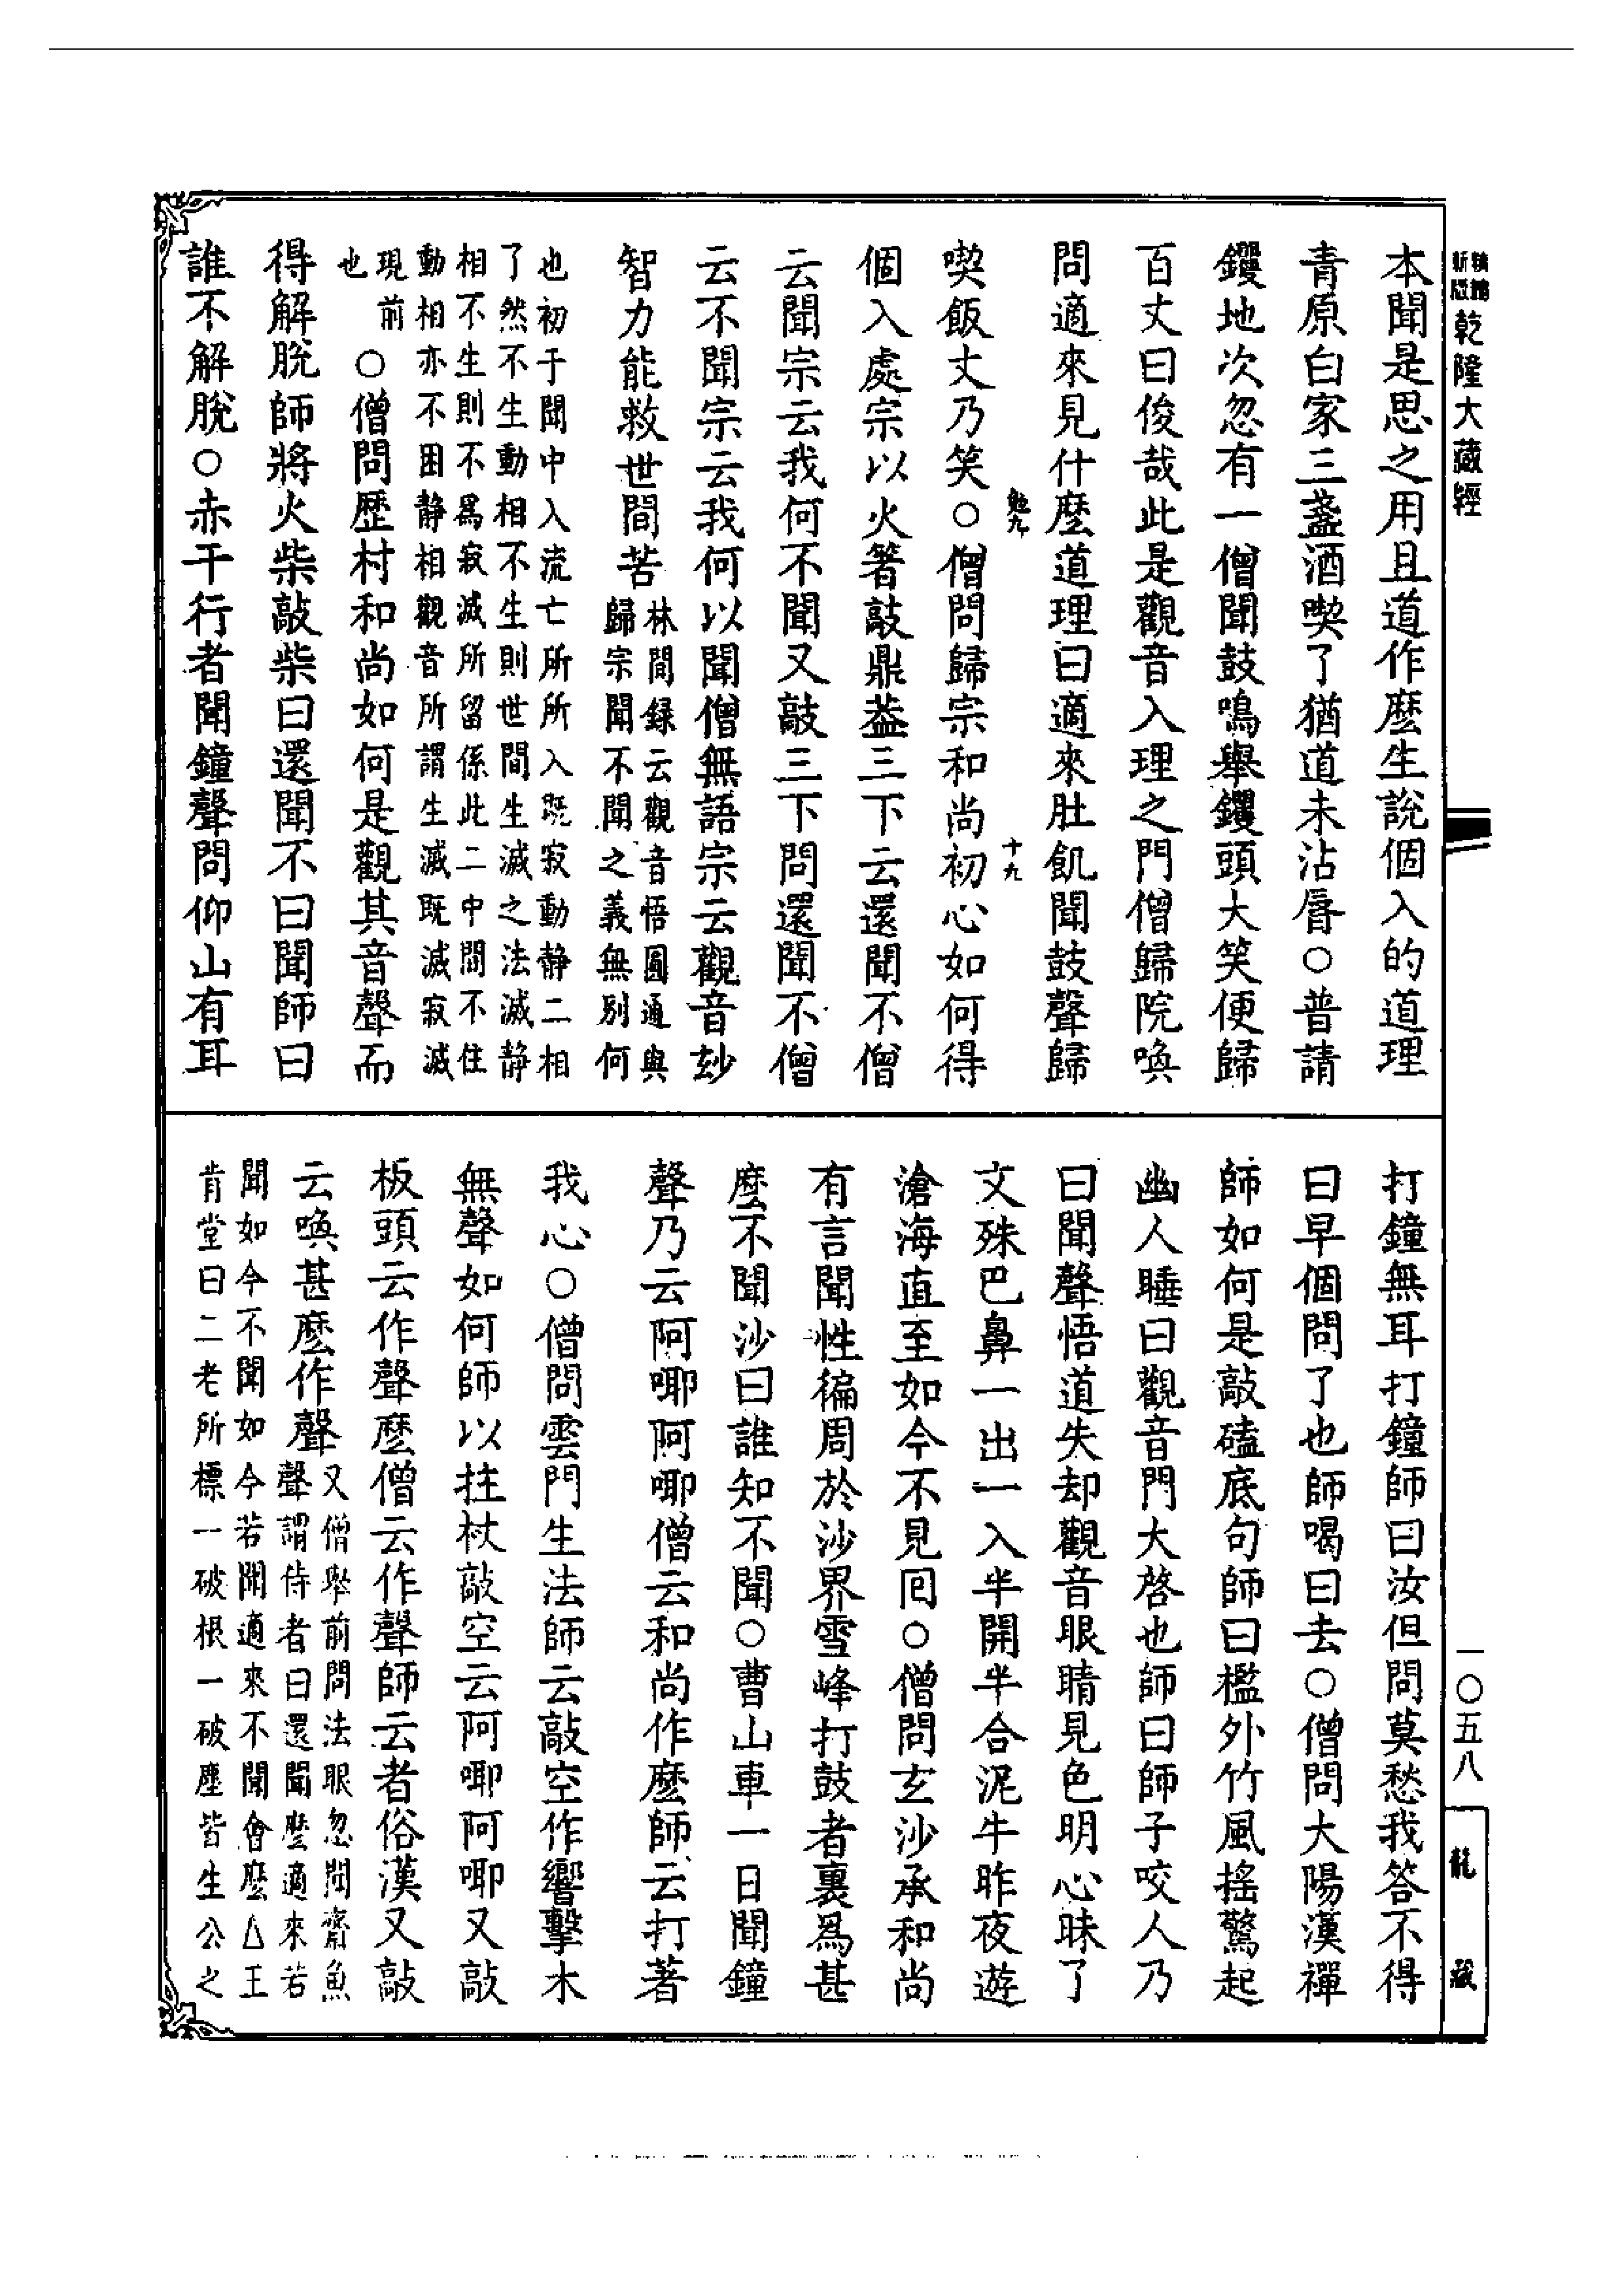 乾隆大藏經
一〇五八
龍藏
本聞是思之用且道作麽生說個入的道理
青原白家三盞酒喫了猶道未沾脣○普請
钁地次忽有一僧聞鼓鳴舉钁頭大笑便歸
百丈曰俊哉此是觀音入理之門僧歸院喚
問適來見什麽道理曰適來肚飢聞鼓聲歸
勉九
十九
喫飯丈乃笑○僧問歸宗和尚初心如何得
個入處宗以火箸敲鼎葢三下云還聞不僧
云聞宗云我何不聞又敲三下問還聞不僧
云不聞宗云我何以聞僧無語宗云觀音玅
智力能救世間苦
林間録云觀音悟圓通與
歸宗聞不聞之義無別何
也初于聞中入流亡所所入旣寂動静二相
了然不生動相不生則世間生滅之法滅静
相不生則不爲寂滅所留係此二中間不住
動相亦不困静相觀音所謂生滅旣滅寂滅
現前
也
○僧問歷村和尚如何是觀其音聲而
得解脫師將火柴敲柴曰還聞不曰聞師曰
誰不解脫○赤干行者聞鐘聲問仰山有耳
打鐘無耳打鐘師曰汝但問莫愁我答不得
曰早個問了也師喝曰去○僧問大陽漢禪
師如何是敲磕底句師曰檻外竹風搖驚起
幽人睡曰觀音門大啓也師曰師子咬人乃
曰聞聲悟道失却觀音眼睛見色明心昧了
文殊巴鼻一出一入半開半合泥牛昨夜遊
滄海直至如今不見囘○僧問玄沙承和尚
有言聞性徧周於沙界雪峰打鼓者裏爲甚
麽不聞沙曰誰知不聞○曹山車一日聞鐘
聲乃云阿㖿阿㖿僧云和尚作麽師云打著
我心○僧問雲門生法師云敲空作響擊木
無聲如何師以拄杖敲空云阿㖿阿㖿又敲
板頭云作聲麽僧云作聲師云者俗漢又敲
云喚甚麽作聲
又僧舉前問法眼忽聞齋魚
聲謂侍者曰還聞麽適來若
聞如今不聞如今若聞適來不聞會麽△王
肯堂曰二老所標一破根一破塵皆生公之